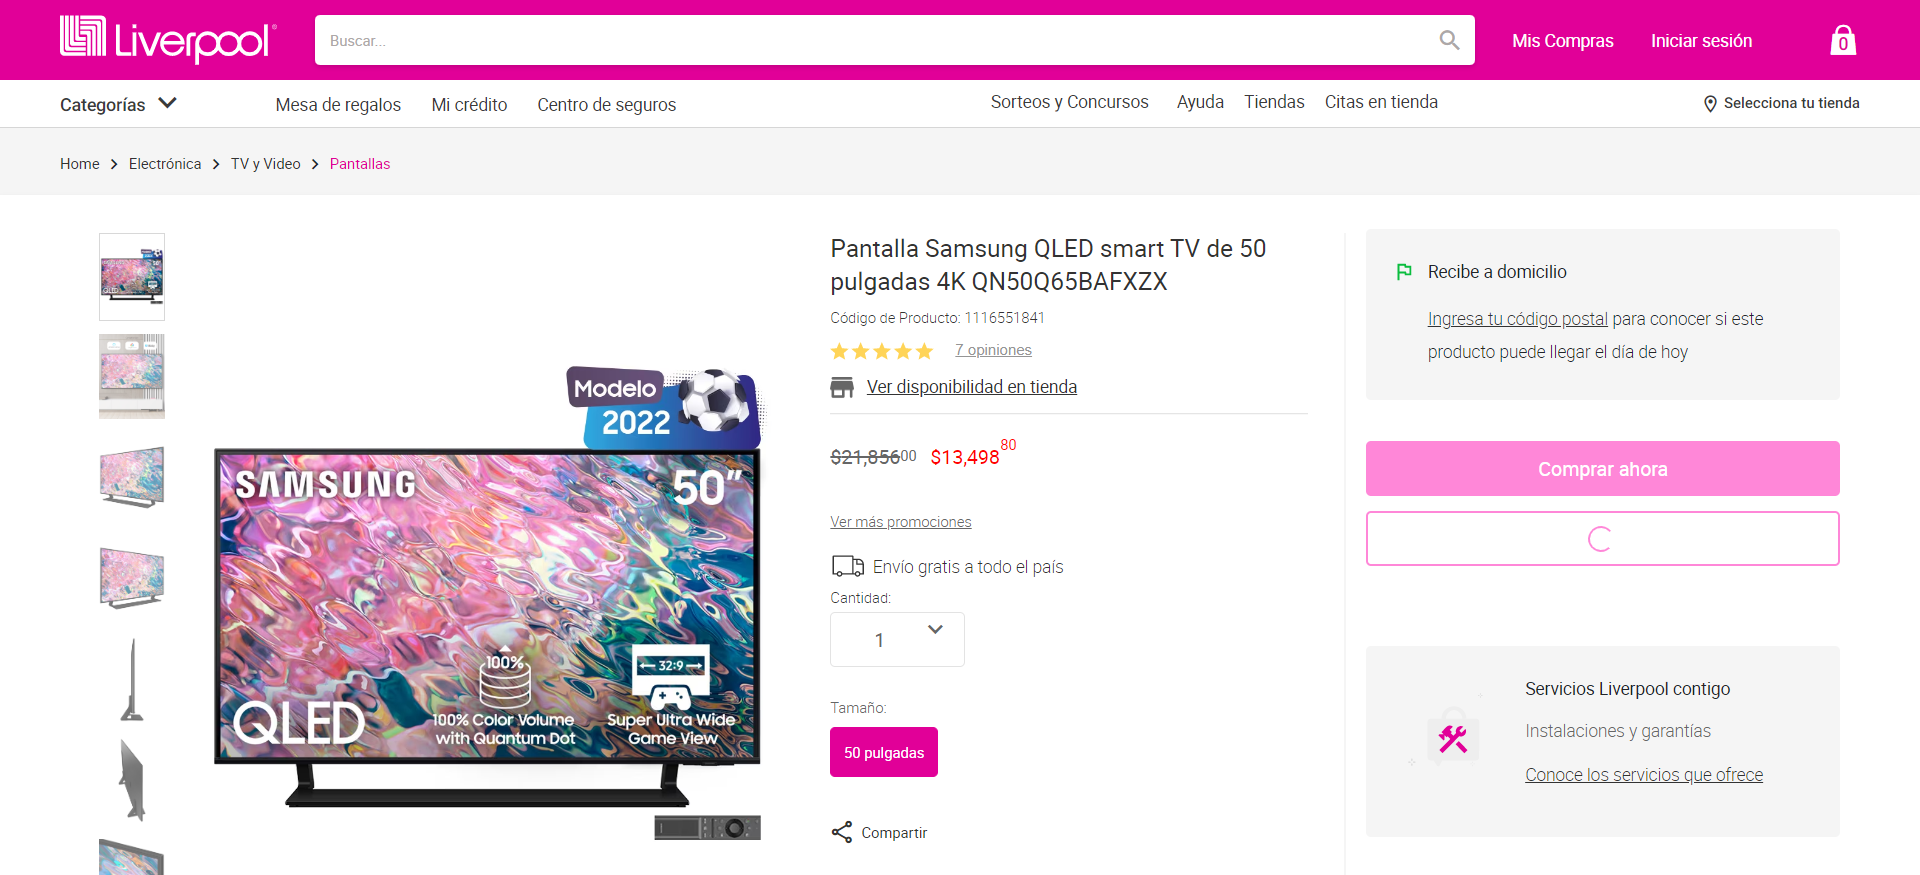 Liverpool
Buscar...
Mis Compras
Iniciar sesión
0
Categorías
Mesa de regalos
Mi crédito
Centro de seguros
Sorteos y Concursos
Ayuda
Tiendas
Citas en tienda
Selecciona tu tienda
Home
Electrónica
TV y Video
Pantallas
Modelo
2022
SAMSUNG
50”
32:9
100%
QLED
100% Color Volume
with Quantum Dot
Super Ultra Wide
Game View
Pantalla Samsung QLED smart TV de 50
pulgadas 4K QN50Q65BAFXZX
Código de Producto: 1116551841
7 opiniones
Ver disponibilidad en tienda
$21,85600 $13,49880
Ver más promociones
Envío gratis a todo el país
Cantidad:
1
Tamaño:
50 pulgadas
Compartir
Recibe a domicilio
Ingresa tu código postal para conocer si este
producto puede llegar el día de hoy
Comprar ahora
Servicios Liverpool contigo
Instalaciones y garantías
Conoce los servicios que ofrece